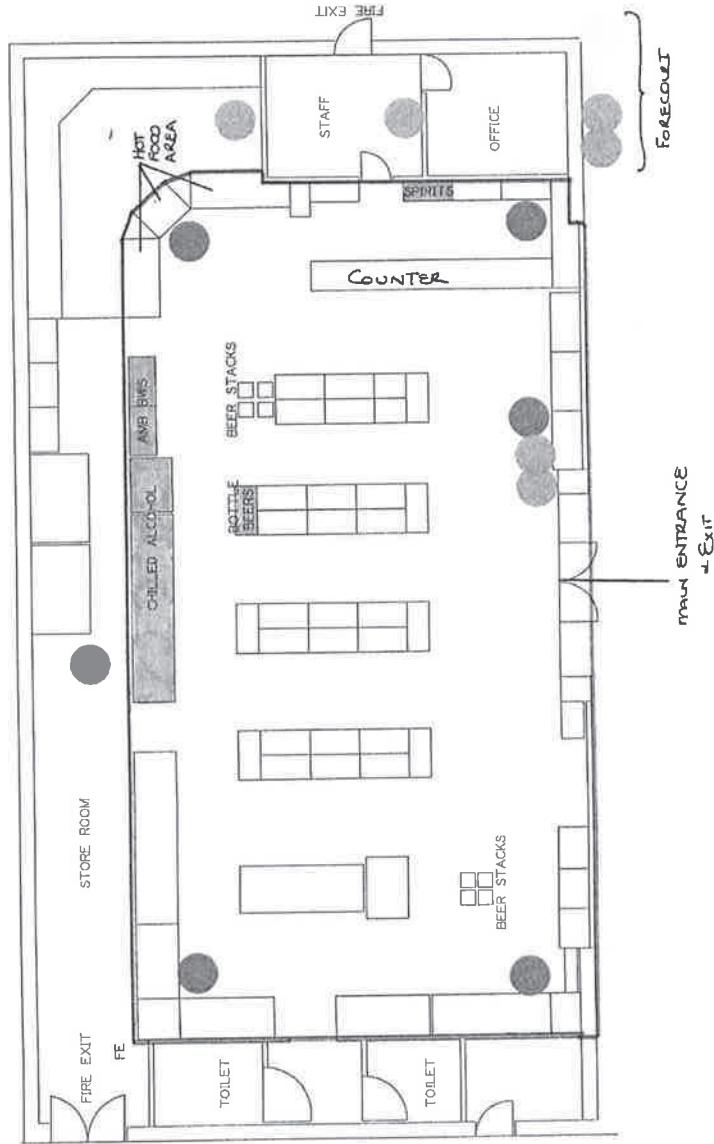 FIRE EXIT
FORECOURT
STAFF
OFFICE
HOT
FOOD
AREA
SPIRITS
COUNTER
BEER STACKS
AMB BWS
BOTTLE
BEERS
CHILLED ALCOHOL
MAIN ENTRANCE
+ EXIT
STORE ROOM
BEER STACKS
FIRE EXIT
FE
TOILET
TOILET